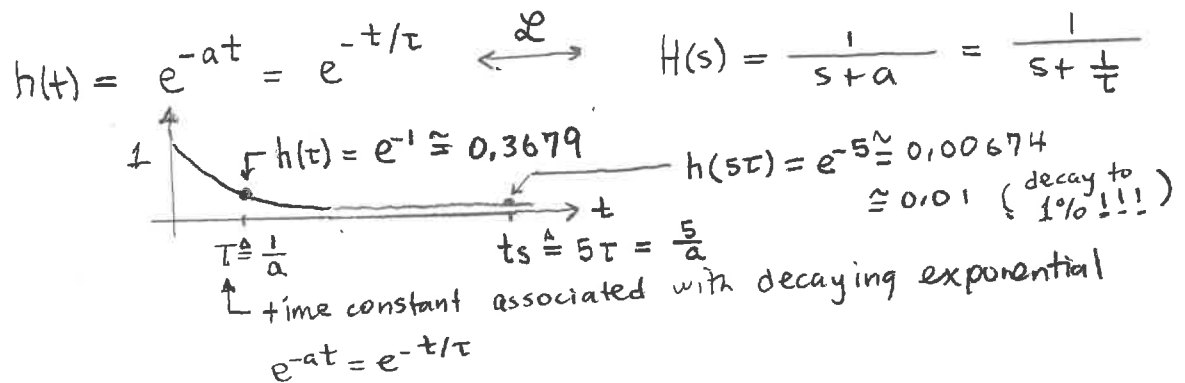 h(t) = e^{-at} = e^{-t/τ} ⟷ ℒ H(s) = 1/(s+a) = 1/(s+1/τ)
1
h(τ) = e^{-1} ≅ 0,3679
h(5τ) = e^{-5} ≅ 0,00674
≅ 0,01 (decay to 1% !!!)
t
τ ≜ 1/a
ts ≜ 5τ = 5/a
time constant associated with decaying exponential
e^{-at} = e^{-t/τ}